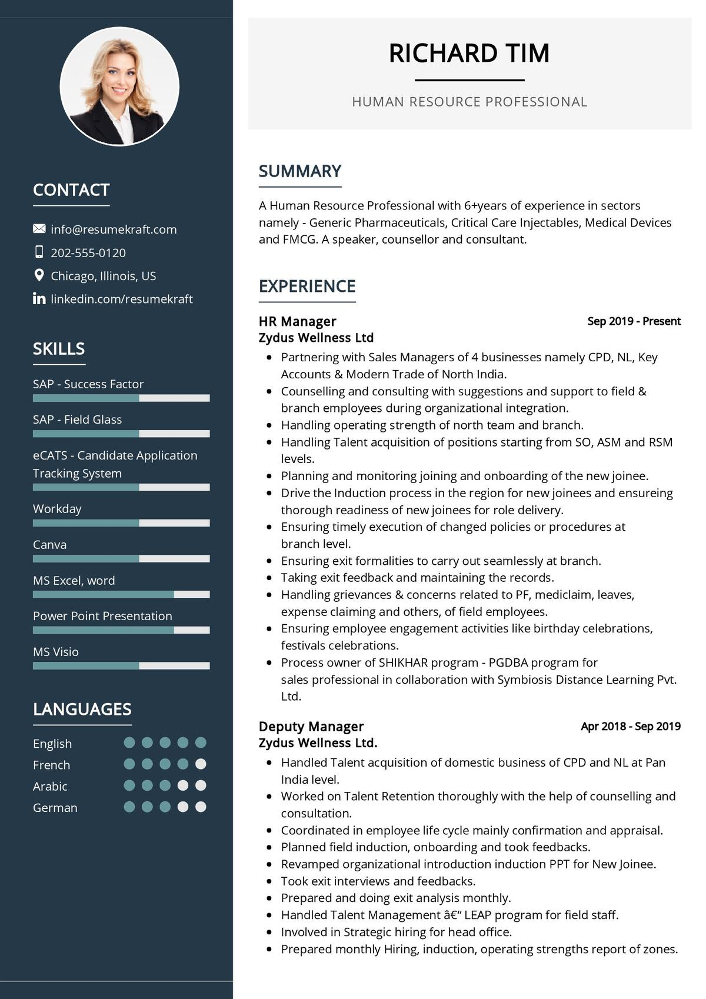 RICHARD TIM
HUMAN RESOURCE PROFESSIONAL
CONTACT
info@resumekraft.com
202-555-0120
Chicago, Illinois, US
linkedin.com/resumekraft
SKILLS
SAP - Success Factor
SAP - Field Glass
eCATS - Candidate Application
Tracking System
Workday
Canva
MS Excel, word
Power Point Presentation
MS Visio
LANGUAGES
English
French
Arabic
German
SUMMARY
A Human Resource Professional with 6+years of experience in sectors
namely - Generic Pharmaceuticals, Critical Care Injectables, Medical Devices
and FMCG. A speaker, counsellor and consultant.
EXPERIENCE
HR Manager Sep 2019 - Present
Zydus Wellness Ltd
• Partnering with Sales Managers of 4 businesses namely CPD, NL, Key
Accounts & Modern Trade of North India.
• Counselling and consulting with suggestions and support to field &
branch employees during organizational integration.
• Handling operating strength of north team and branch.
• Handling Talent acquisition of positions starting from SO, ASM and RSM
levels.
• Planning and monitoring joining and onboarding of the new joinee.
• Drive the Induction process in the region for new joinees and ensureing
thorough readiness of new joinees for role delivery.
• Ensuring timely execution of changed policies or procedures at
branch level.
• Ensuring exit formalities to carry out seamlessly at branch.
• Taking exit feedback and maintaining the records.
• Handling grievances & concerns related to PF, mediclaim, leaves,
expense claiming and others, of field employees.
• Ensuring employee engagement activities like birthday celebrations,
festivals celebrations.
• Process owner of SHIKHAR program - PGDBA program for
sales professional in collaboration with Symbiosis Distance Learning Pvt.
Ltd.
Deputy Manager Apr 2018 - Sep 2019
Zydus Wellness Ltd.
• Handled Talent acquisition of domestic business of CPD and NL at Pan
India level.
• Worked on Talent Retention thoroughly with the help of counselling and
consultation.
• Coordinated in employee life cycle mainly confirmation and appraisal.
• Planned field induction, onboarding and took feedbacks.
• Revamped organizational introduction induction PPT for New Joinee.
• Took exit interviews and feedbacks.
• Prepared and doing exit analysis monthly.
• Handled Talent Management â€“ LEAP program for field staff.
• Involved in Strategic hiring for head office.
• Prepared monthly Hiring, induction, operating strengths report of zones.